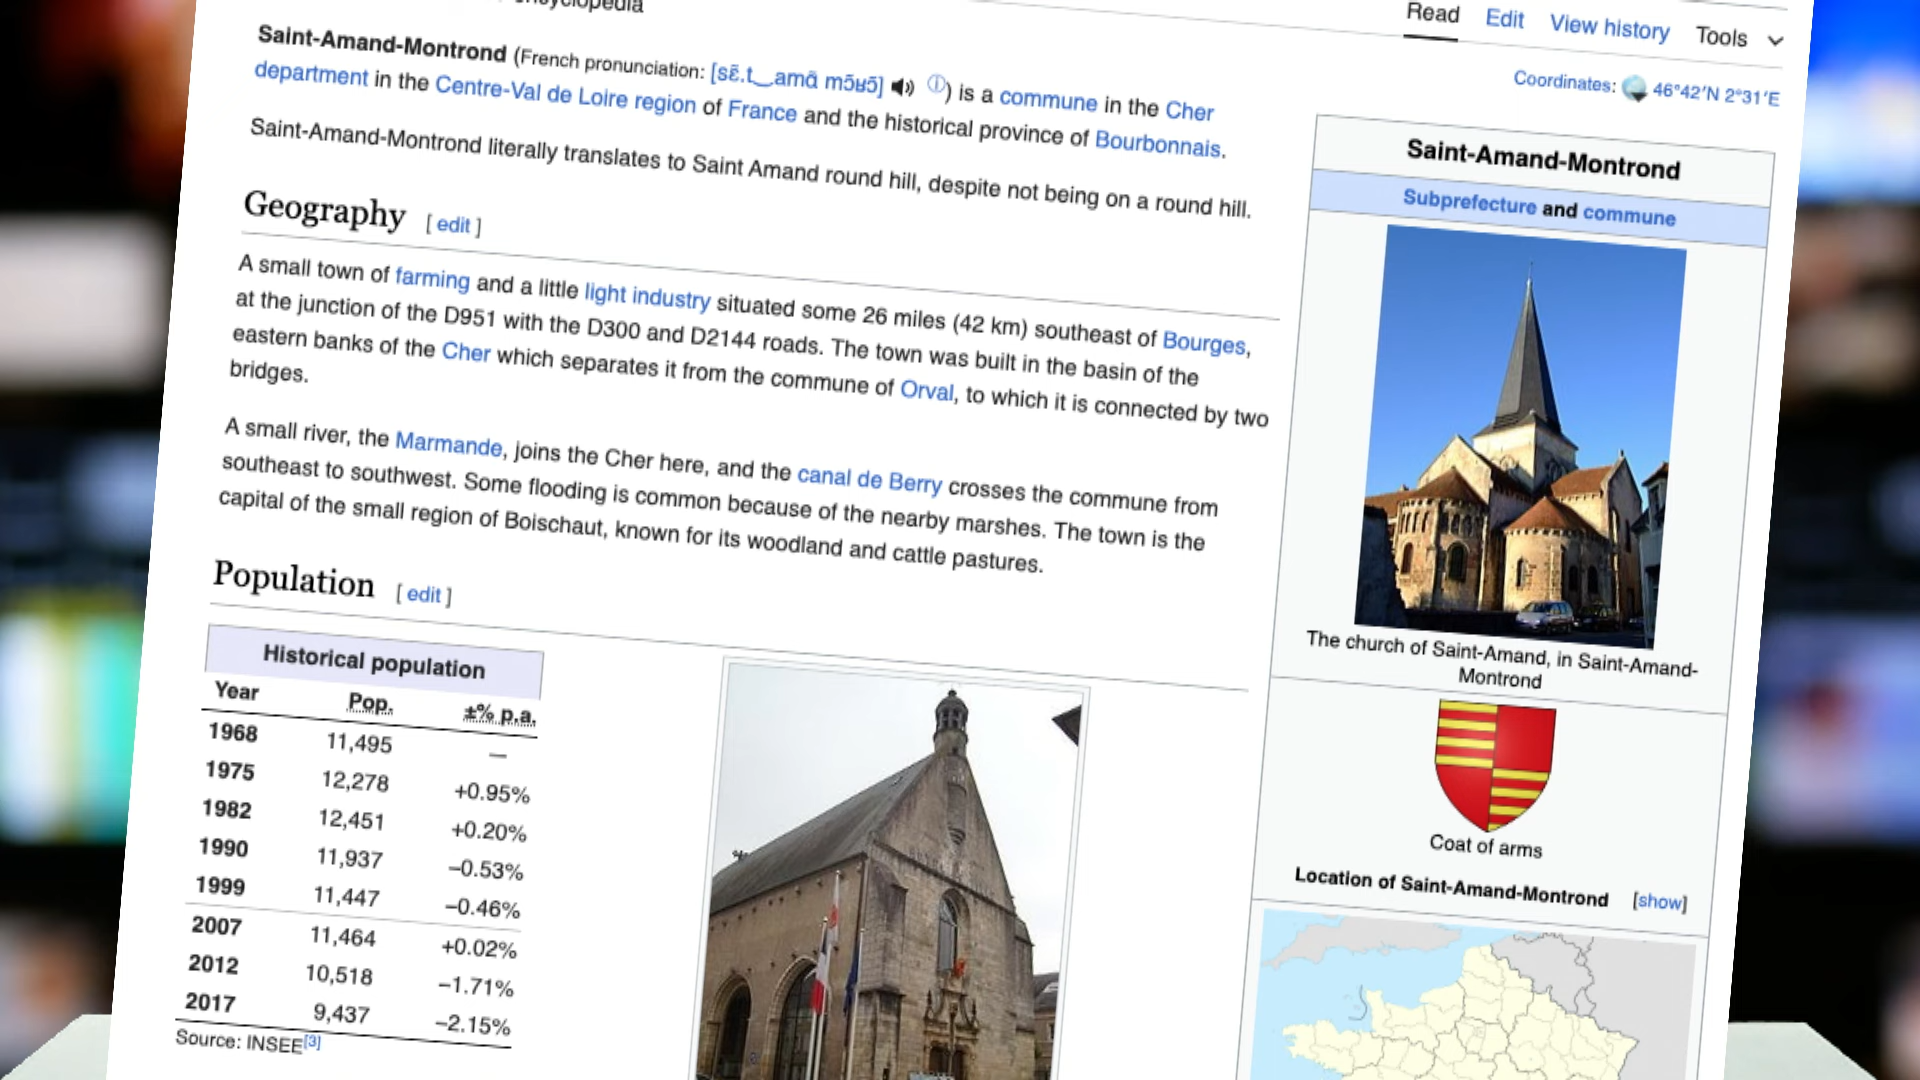 encyclopedia
Read Edit View history Tools
Coordinates: 46°42′N 2°31′E
Saint-Amand-Montrond (French pronunciation: [sɛ̃.t‿amɑ̃ mɔ̃ʁɔ̃] ⓘ) is a commune in the Cher
department in the Centre-Val de Loire region of France and the historical province of Bourbonnais.
Saint-Amand-Montrond literally translates to Saint Amand round hill, despite not being on a round hill.
Geography [ edit ]
A small town of farming and a little light industry situated some 26 miles (42 km) southeast of Bourges,
at the junction of the D951 with the D300 and D2144 roads. The town was built in the basin of the
eastern banks of the Cher which separates it from the commune of Orval, to which it is connected by two
bridges.
A small river, the Marmande, joins the Cher here, and the canal de Berry crosses the commune from
southeast to southwest. Some flooding is common because of the nearby marshes. The town is the
capital of the small region of Boischaut, known for its woodland and cattle pastures.
Population [ edit ]
Historical population
Year Pop. ±% p.a.
1968 11,495 —
1975 12,278 +0.95%
1982 12,451 +0.20%
1990 11,937 −0.53%
1999 11,447 −0.46%
2007 11,464 +0.02%
2012 10,518 −1.71%
2017 9,437 −2.15%
Source: INSEE[3]
Saint-Amand-Montrond
Subprefecture and commune
The church of Saint-Amand, in Saint-Amand-
Montrond
Coat of arms
Location of Saint-Amand-Montrond [show]